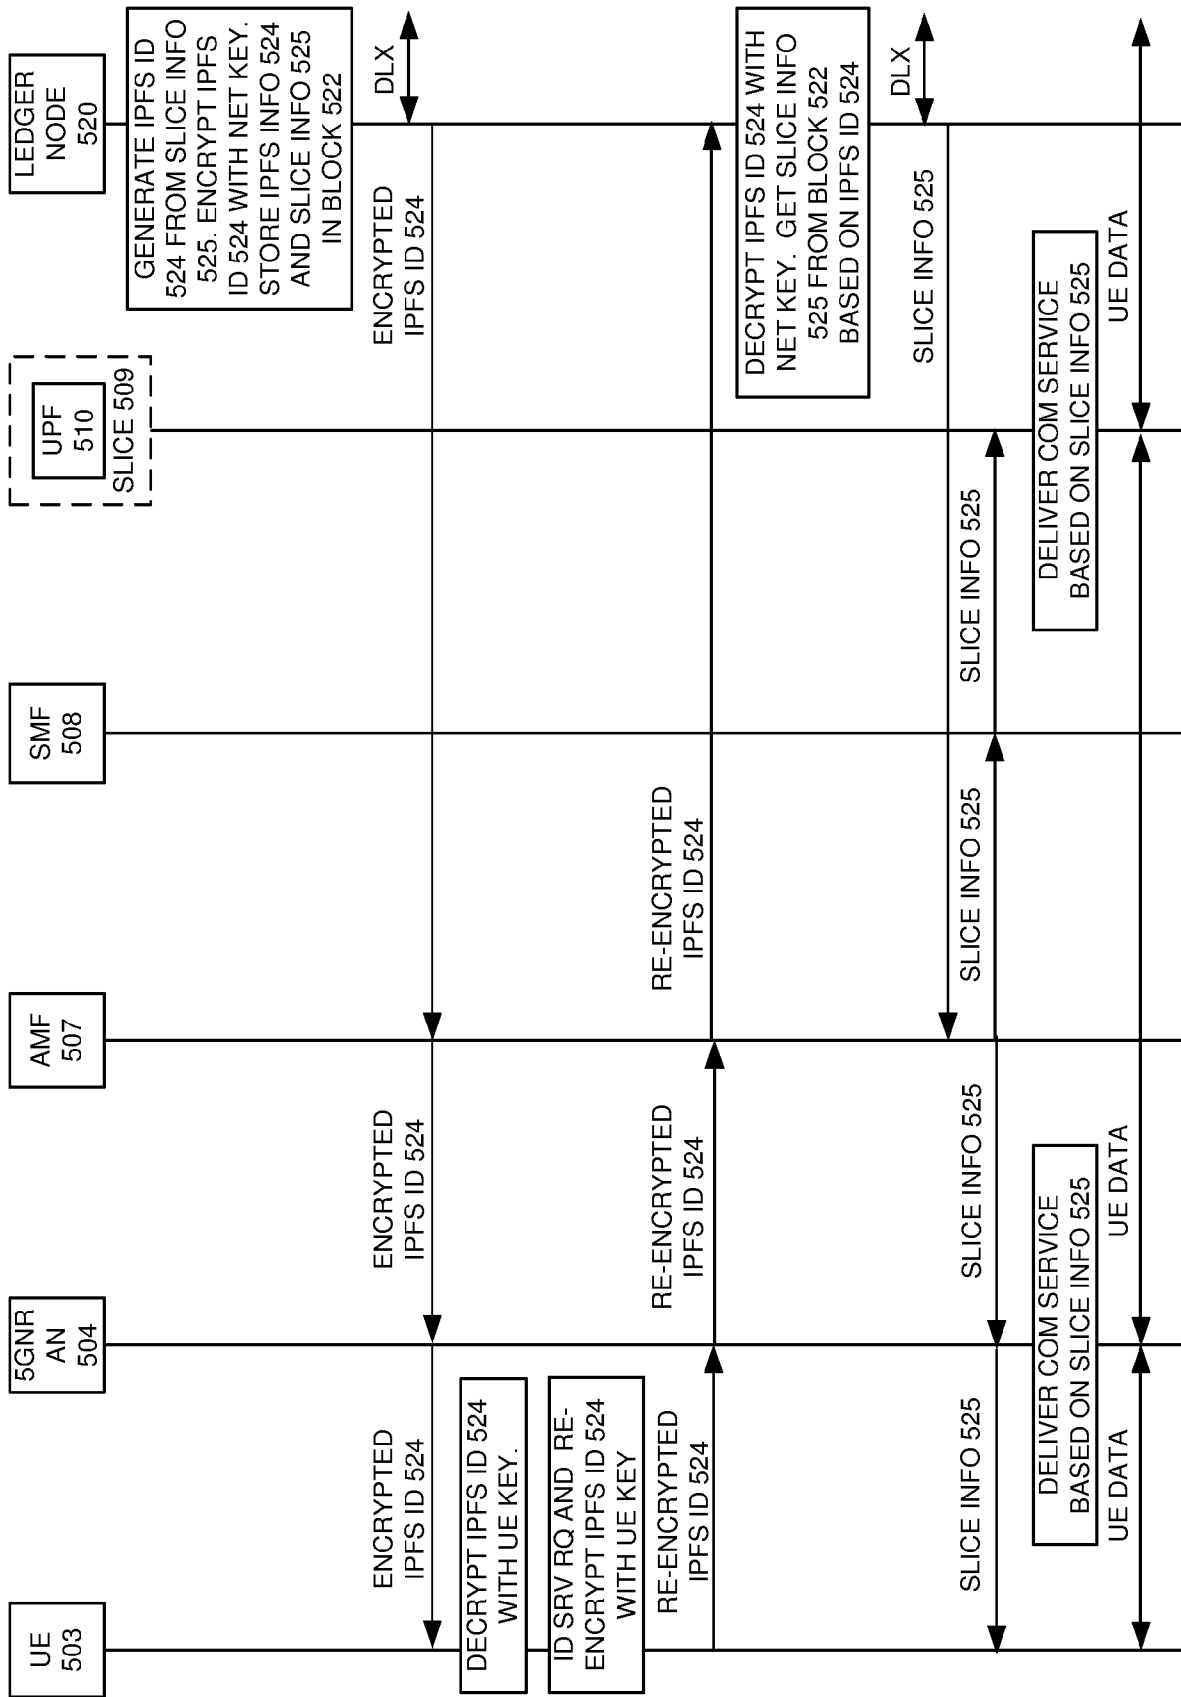 UE
503
5GNR
AN
504
AMF
507
SMF
508
UPF
510
SLICE 509
LEDGER
NODE
520
GENERATE IPFS ID
524 FROM SLICE INFO
525. ENCRYPT IPFS
ID 524 WITH NET KEY.
STORE IPFS INFO 524
AND SLICE INFO 525
IN BLOCK 522
DLX
ENCRYPTED
IPFS ID 524
ENCRYPTED
IPFS ID 524
ENCRYPTED
IPFS ID 524
DECRYPT IPFS ID 524
WITH UE KEY.
ID SRV RQ AND RE-
ENCRYPT IPFS ID 524
WITH UE KEY
RE-ENCRYPTED
IPFS ID 524
RE-ENCRYPTED
IPFS ID 524
RE-ENCRYPTED
IPFS ID 524
DECRYPT IPFS ID 524 WITH
NET KEY. GET SLICE INFO
525 FROM BLOCK 522
BASED ON IPFS ID 524
DLX
SLICE INFO 525
SLICE INFO 525
SLICE INFO 525
SLICE INFO 525
SLICE INFO 525
DELIVER COM SERVICE
BASED ON SLICE INFO 525
DELIVER COM SERVICE
BASED ON SLICE INFO 525
UE DATA
UE DATA
UE DATA